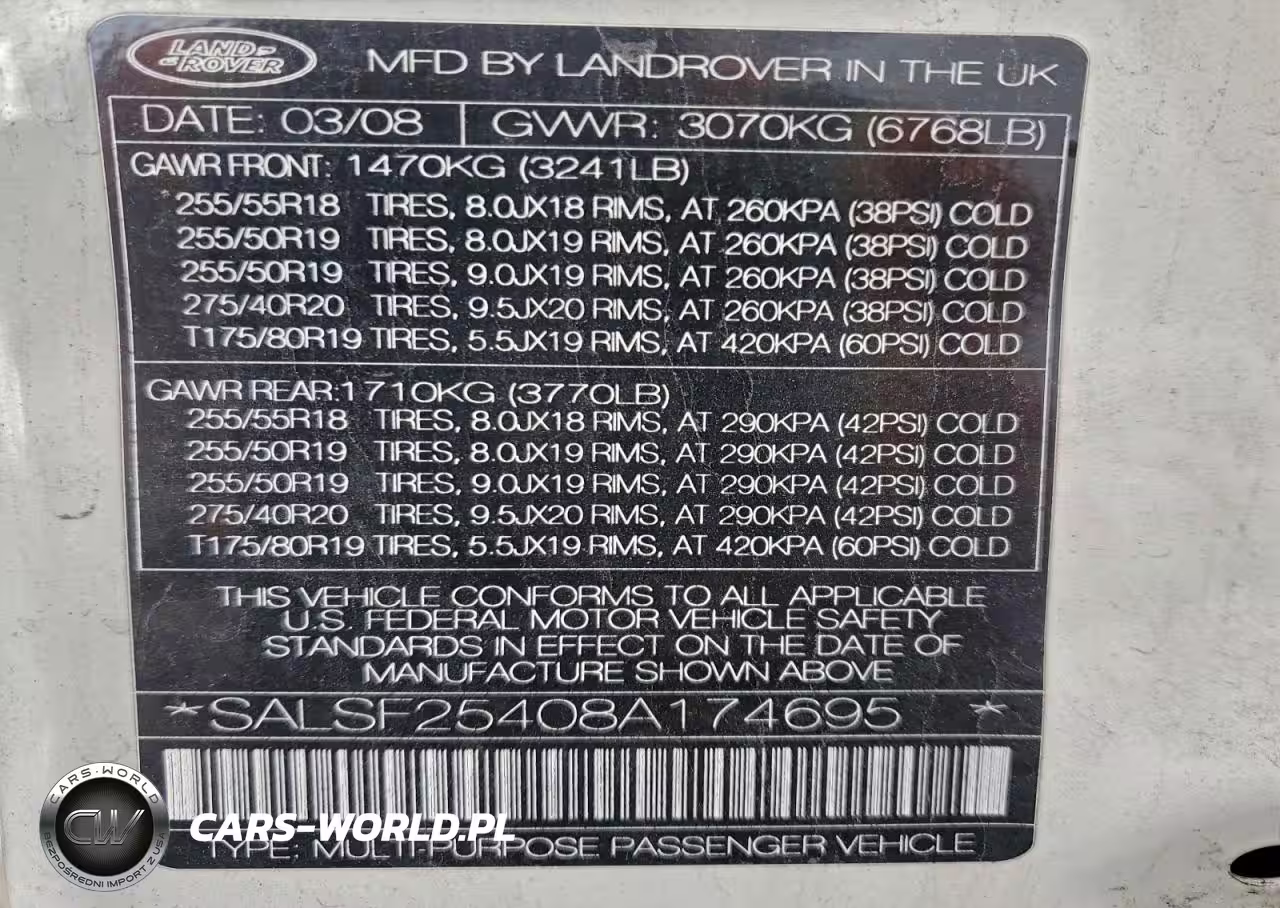 LAND-
ROVER
MFD BY LANDROVER IN THE UK
DATE: 03/08
GVWR: 3070KG (6768LB)
GAWR FRONT: 1470KG (3241LB)
255/55R18 TIRES, 8.0JX18 RIMS, AT 260KPA (38PSI) COLD
255/50R19 TIRES, 8.0JX19 RIMS, AT 260KPA (38PSI) COLD
255/50R19 TIRES, 9.0JX19 RIMS, AT 260KPA (38PSI) COLD
275/40R20 TIRES, 9.5JX20 RIMS, AT 260KPA (38PSI) COLD
T175/80R19 TIRES, 5.5JX19 RIMS, AT 420KPA (60PSI) COLD
GAWR REAR:1710KG (3770LB)
255/55R18 TIRES, 8.0JX18 RIMS, AT 290KPA (42PSI) COLD
255/50R19 TIRES, 8.0JX19 RIMS, AT 290KPA (42PSI) COLD
255/50R19 TIRES, 9.0JX19 RIMS, AT 290KPA (42PSI) COLD
275/40R20 TIRES, 9.5JX20 RIMS, AT 290KPA (42PSI) COLD
T175/80R19 TIRES, 5.5JX19 RIMS, AT 420KPA (60PSI) COLD
THIS VEHICLE CONFORMS TO ALL APPLICABLE
U.S. FEDERAL MOTOR VEHICLE SAFETY
STANDARDS IN EFFECT ON THE DATE OF
MANUFACTURE SHOWN ABOVE
*SALSF25408A174695 *
CARS-WORLD
CW
BEZPOŚREDNI IMPORT Z USA
CARS-WORLD.PL
TYPE: MULTI-PURPOSE PASSENGER VEHICLE